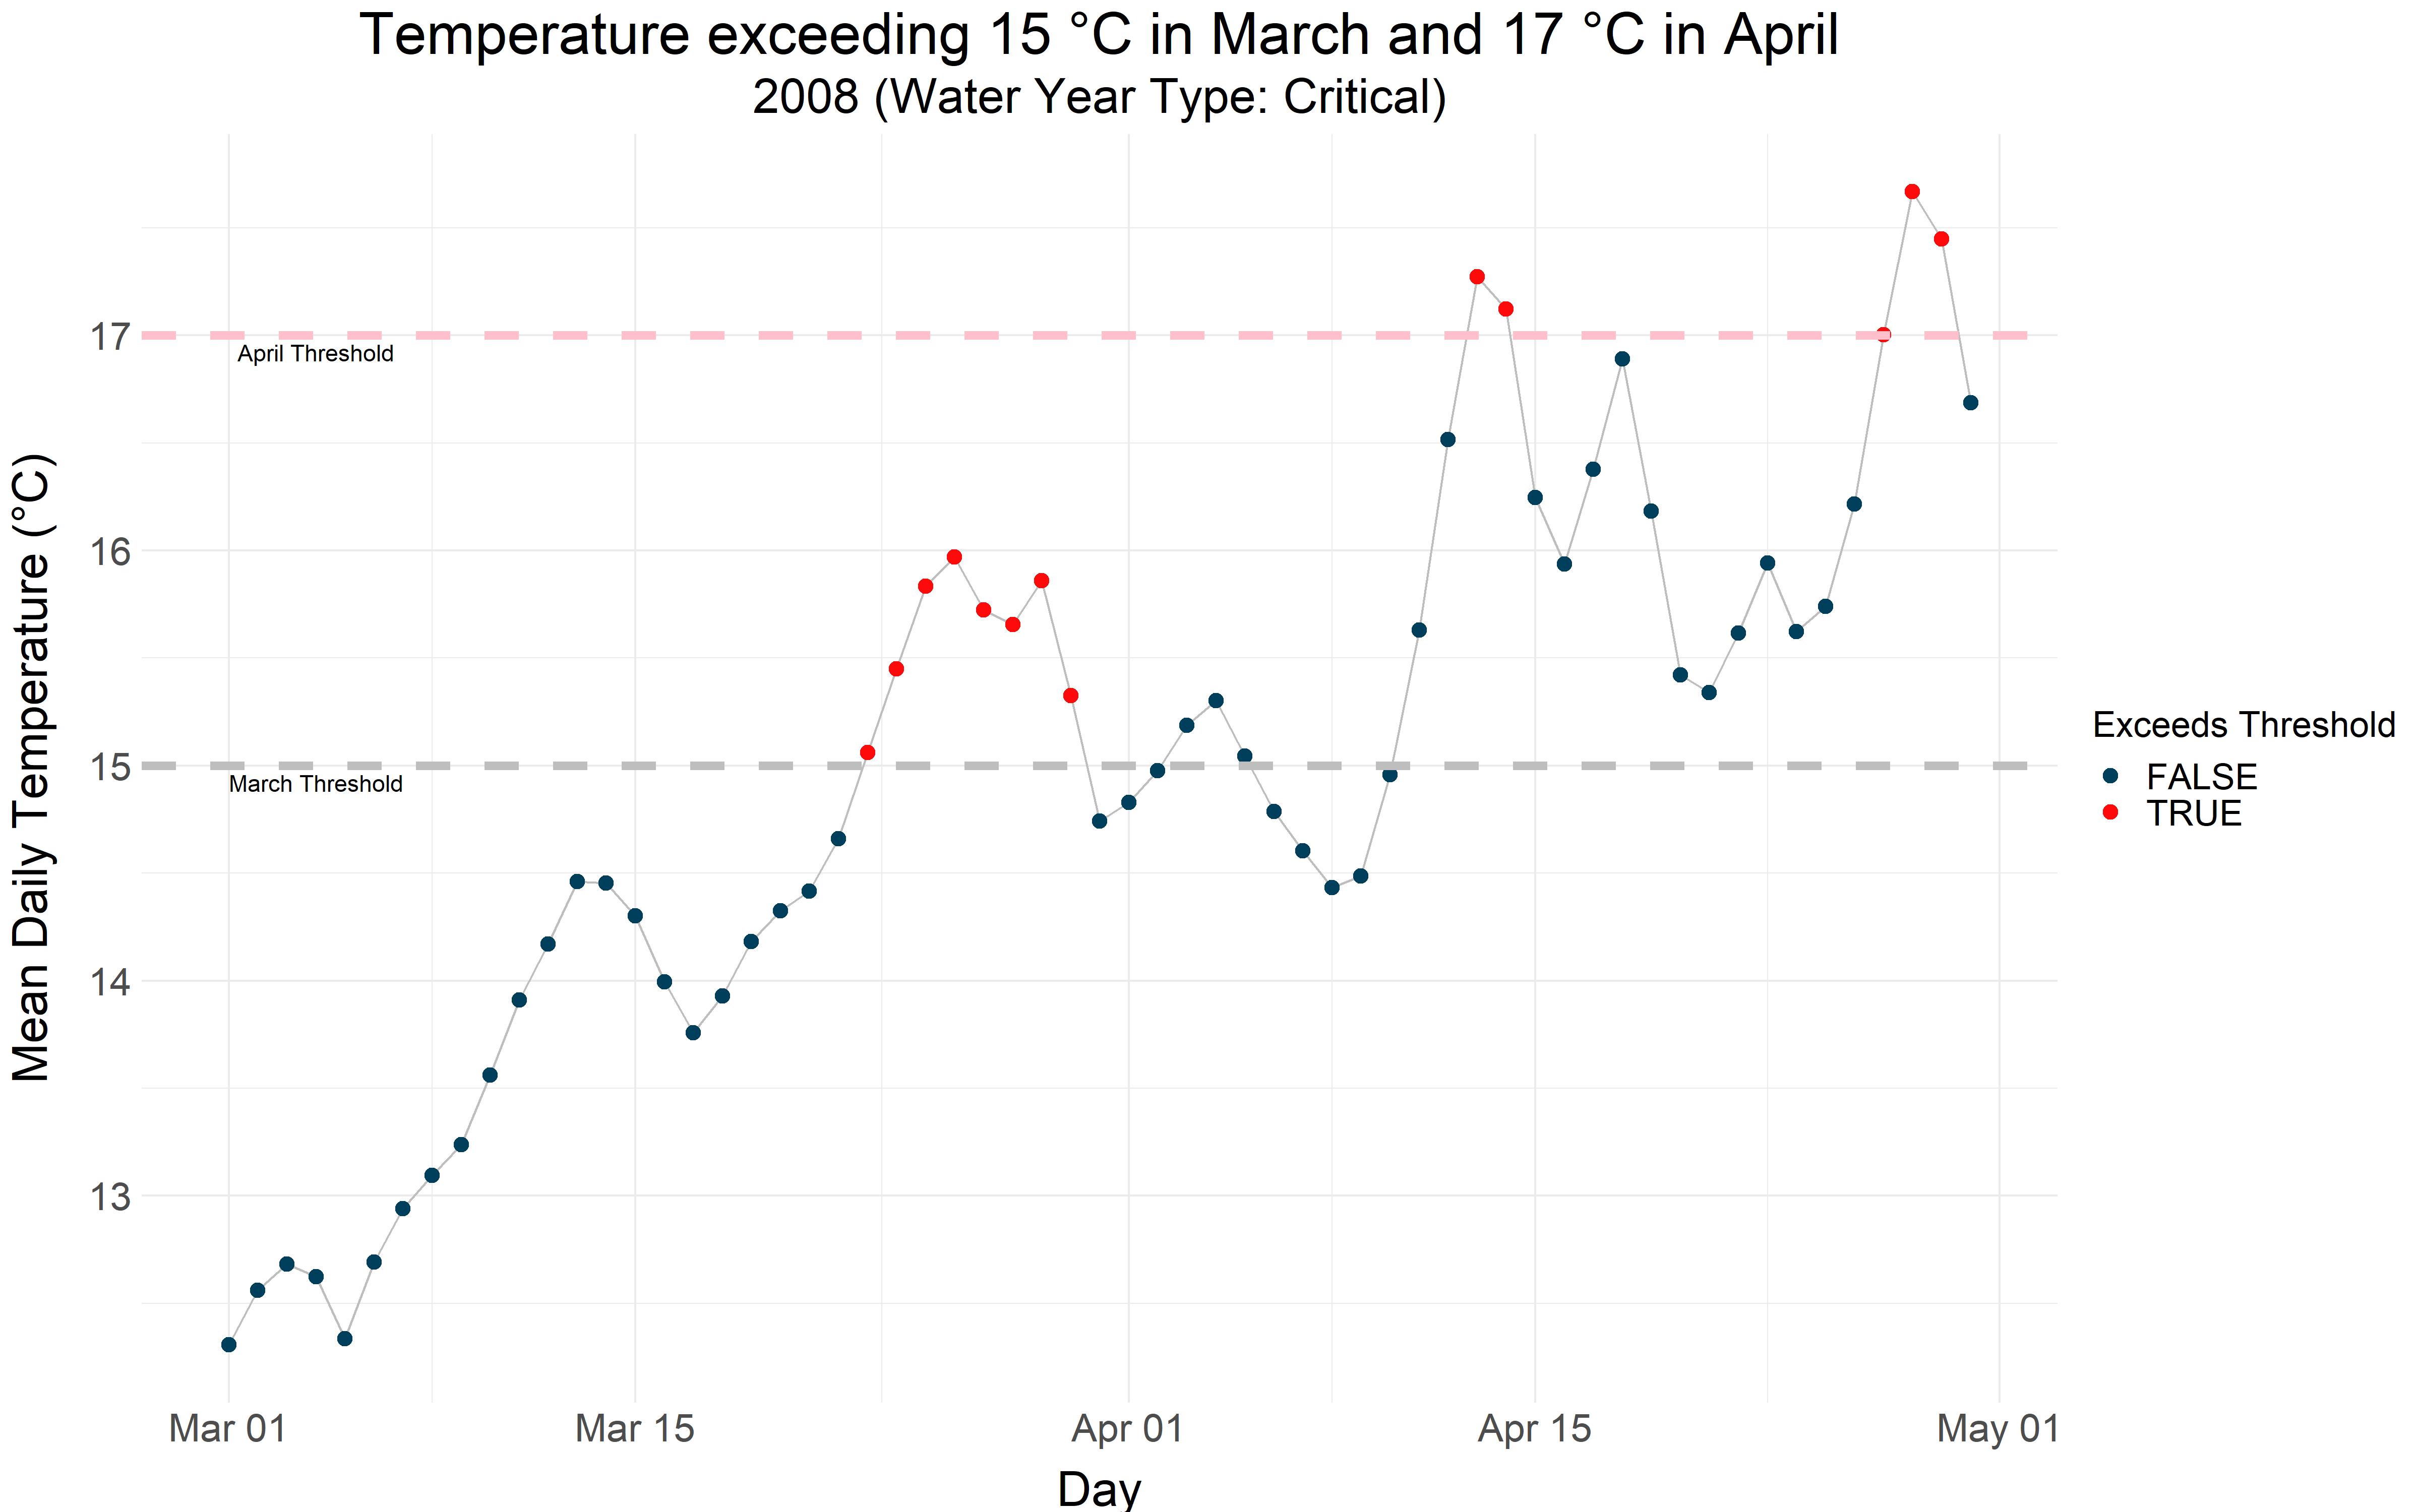 Temperature exceeding 15 °C in March and 17 °C in April
2008 (Water Year Type: Critical)
Mean Daily Temperature (°C)
17
16
15
14
13
April Threshold
March Threshold
Mar 01
Mar 15
Apr 01
Apr 15
May 01
Day
Exceeds Threshold
FALSE
TRUE